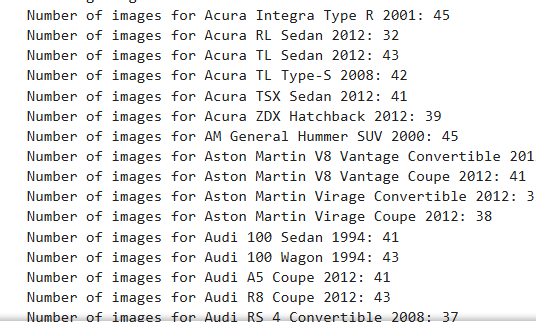 Number of images for Acura Integra Type R 2001: 45
Number of images for Acura RL Sedan 2012: 32
Number of images for Acura TL Sedan 2012: 43
Number of images for Acura TL Type-S 2008: 42
Number of images for Acura TSX Sedan 2012: 41
Number of images for Acura ZDX Hatchback 2012: 39
Number of images for AM General Hummer SUV 2000: 45
Number of images for Aston Martin V8 Vantage Convertible 201
Number of images for Aston Martin V8 Vantage Coupe 2012: 41
Number of images for Aston Martin Virage Convertible 2012: 3
Number of images for Aston Martin Virage Coupe 2012: 38
Number of images for Audi 100 Sedan 1994: 41
Number of images for Audi 100 Wagon 1994: 43
Number of images for Audi A5 Coupe 2012: 41
Number of images for Audi R8 Coupe 2012: 43
Number of images for Audi RS 4 Convertible 2008: 37